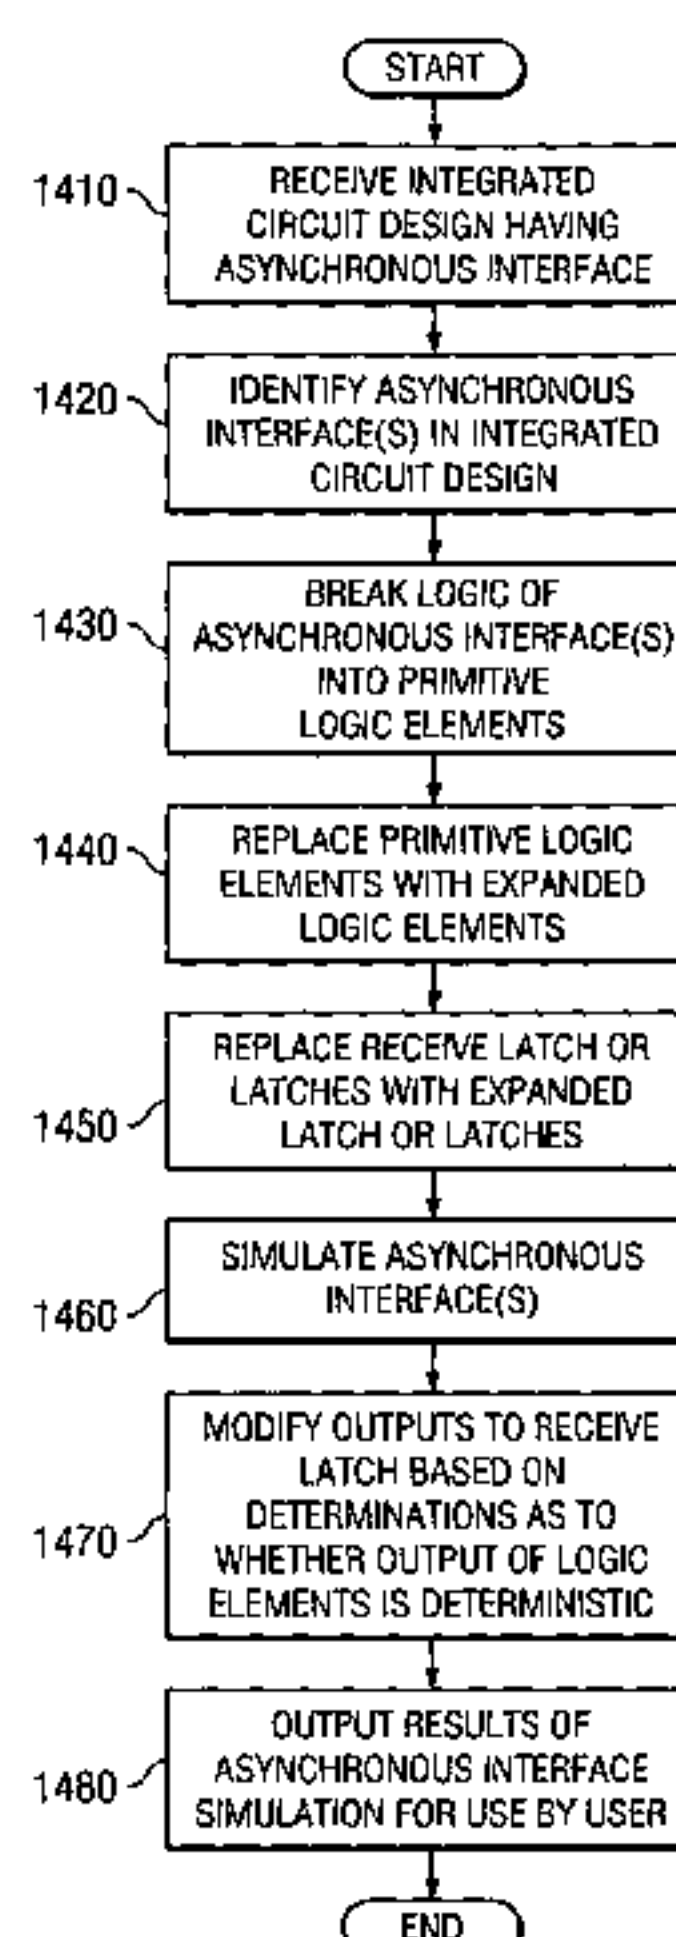 START
1410
RECEIVE INTEGRATED
CIRCUIT DESIGN HAVING
ASYNCHRONOUS INTERFACE
1420
IDENTIFY ASYNCHRONOUS
INTERFACE(S) IN INTEGRATED
CIRCUIT DESIGN
1430
BREAK LOGIC OF
ASYNCHRONOUS INTERFACE(S)
INTO PRIMITIVE
LOGIC ELEMENTS
1440
REPLACE PRIMITIVE LOGIC
ELEMENTS WITH EXPANDED
LOGIC ELEMENTS
1450
REPLACE RECEIVE LATCH OR
LATCHES WITH EXPANDED
LATCH OR LATCHES
1460
SIMULATE ASYNCHRONOUS
INTERFACE(S)
1470
MODIFY OUTPUTS TO RECEIVE
LATCH BASED ON
DETERMINATIONS AS TO
WHETHER OUTPUT OF LOGIC
ELEMENTS IS DETERMINISTIC
1480
OUTPUT RESULTS OF
ASYNCHRONOUS INTERFACE
SIMULATION FOR USE BY USER
END